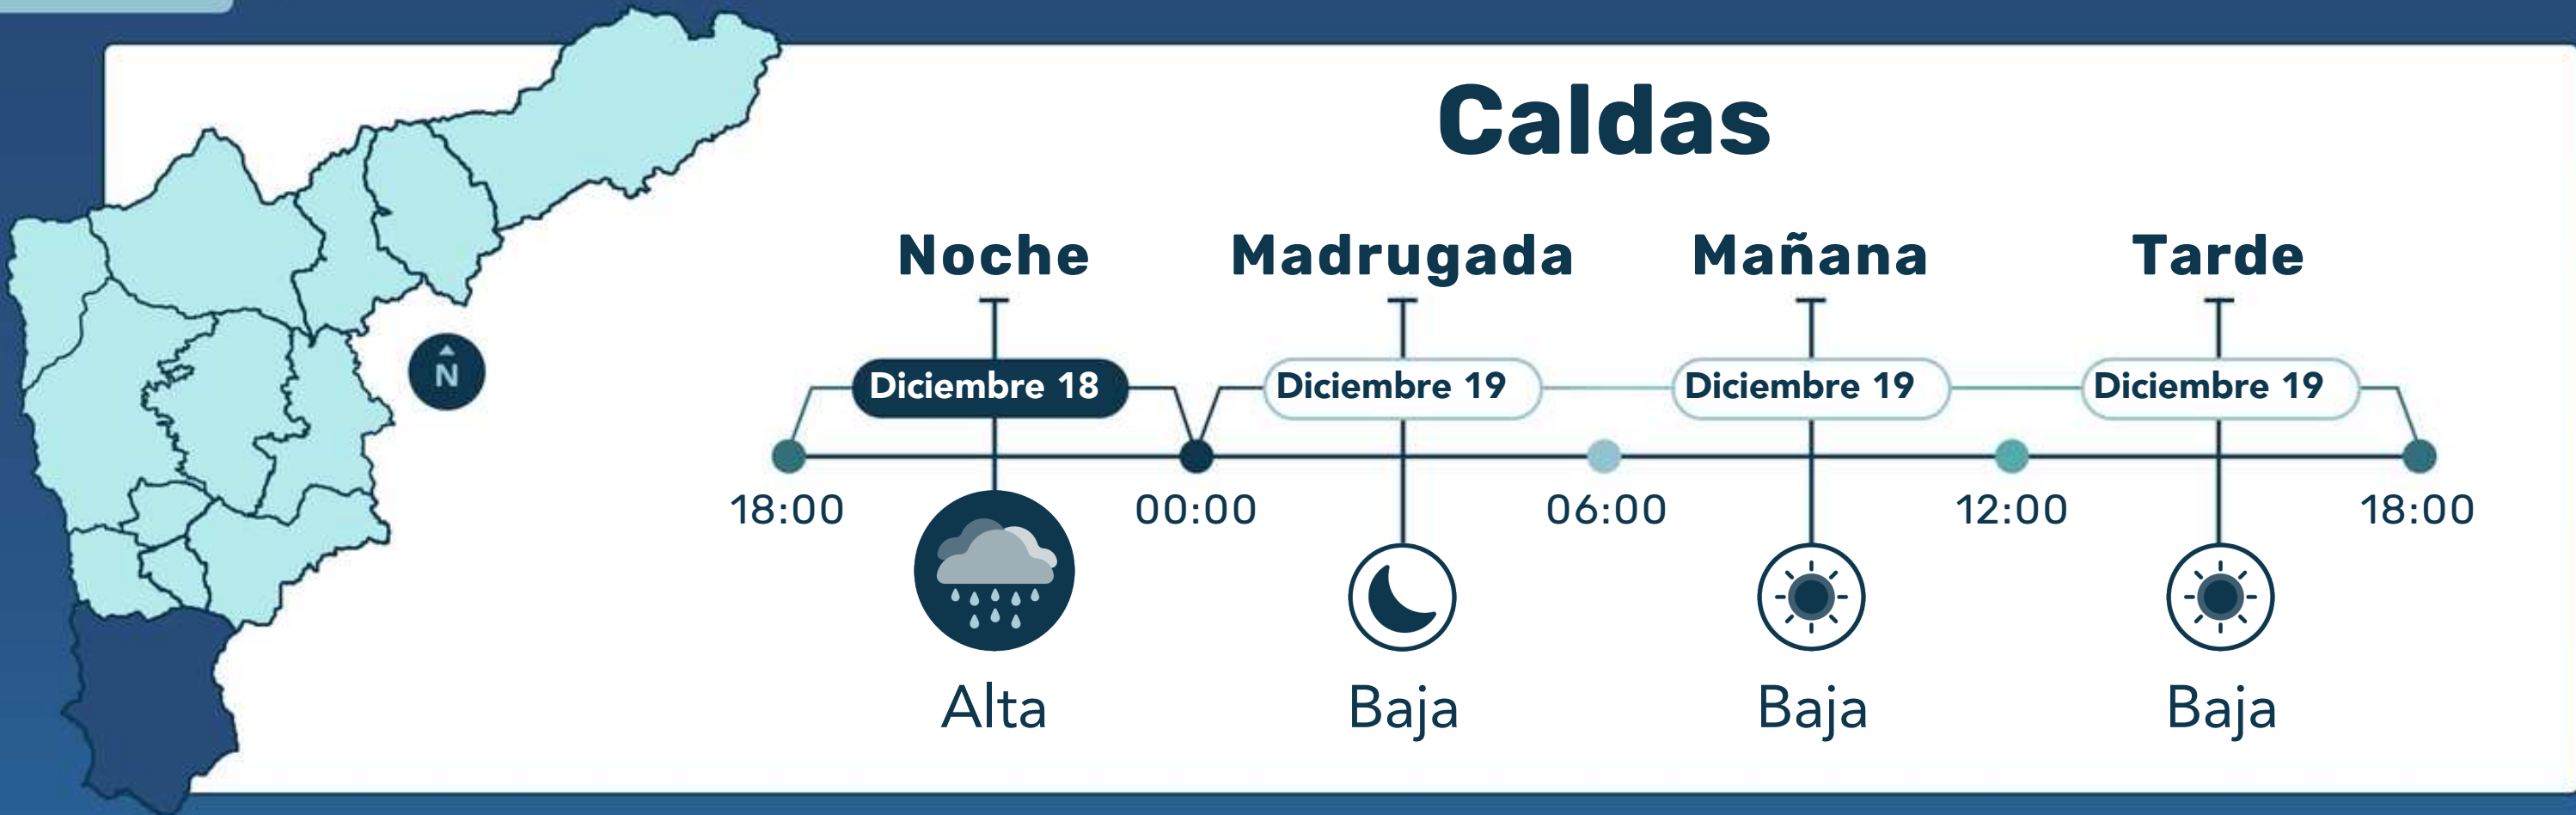 Caldas
Noche Madrugada Mañana Tarde
N
Diciembre 18 Diciembre 19 Diciembre 19 Diciembre 19
18:00 00:00 06:00 12:00 18:00
Alta Baja Baja Baja